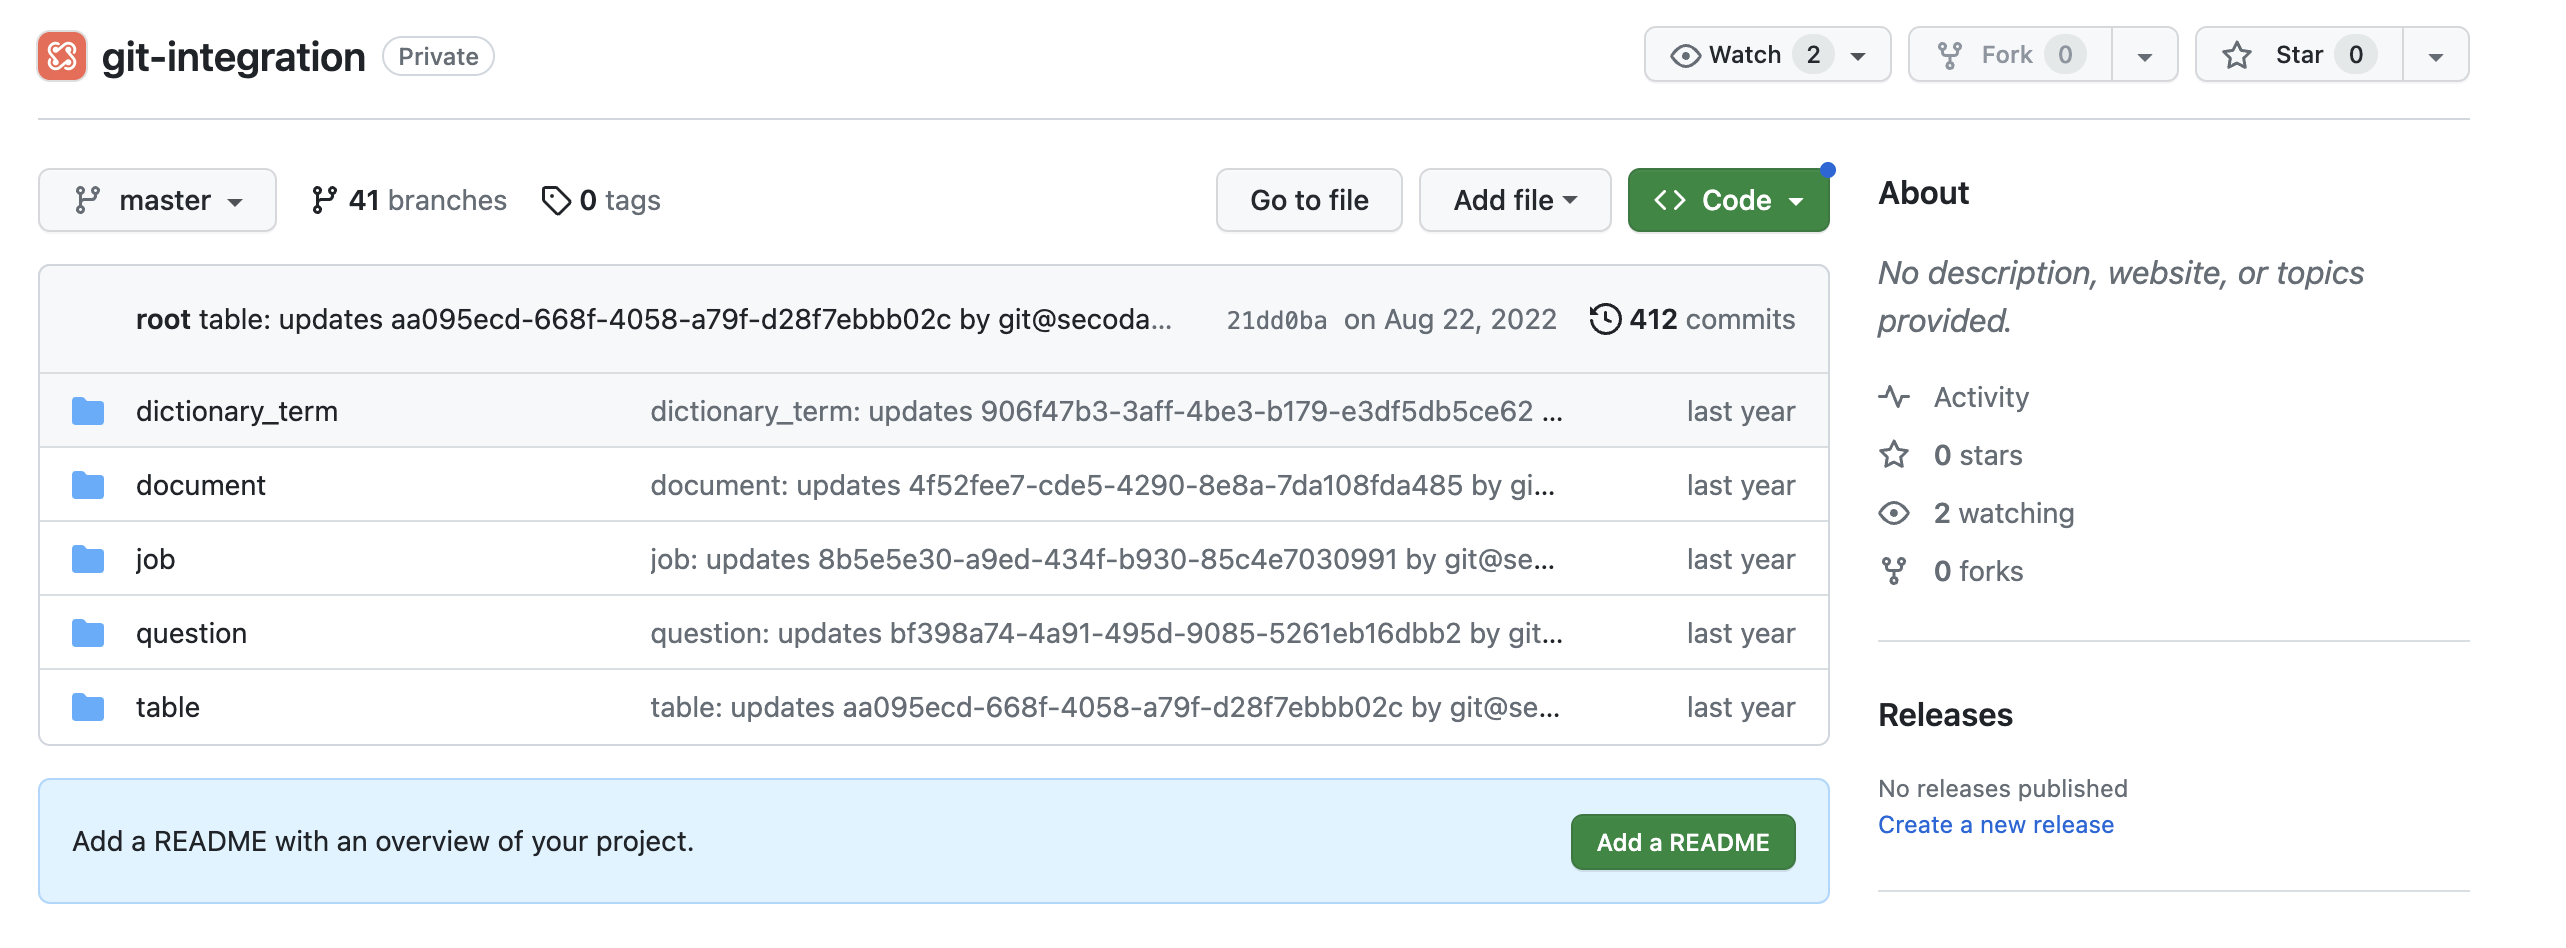 git-integration Private Watch 2 Fork 0 Star 0
master 41 branches 0 tags Go to file Add file <> Code
root table: updates aa095ecd-668f-4058-a79f-d28f7ebbb02c by git@secoda... 21dd0ba on Aug 22, 2022 412 commits
dictionary_term dictionary_term: updates 906f47b3-3aff-4be3-b179-e3df5db5ce62 ... last year
document document: updates 4f52fee7-cde5-4290-8e8a-7da108fda485 by gi... last year
job job: updates 8b5e5e30-a9ed-434f-b930-85c4e7030991 by git@se... last year
question question: updates bf398a74-4a91-495d-9085-5261eb16dbb2 by git... last year
table table: updates aa095ecd-668f-4058-a79f-d28f7ebbb02c by git@se... last year
Add a README with an overview of your project. Add a README
About
No description, website, or topics
provided.
Activity
0 stars
2 watching
0 forks
Releases
No releases published
Create a new release